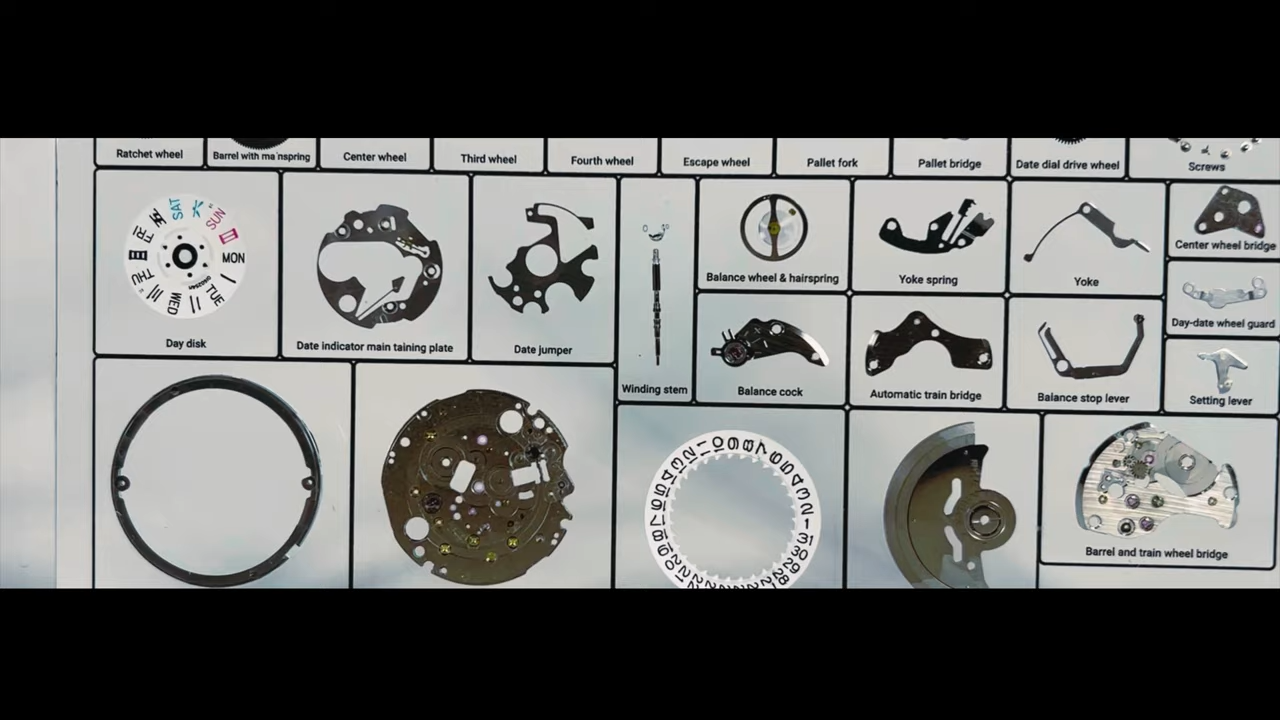 Ratchet wheel
Barrel with mainspring
Center wheel
Third wheel
Fourth wheel
Escape wheel
Pallet fork
Pallet bridge
Date dial drive wheel
Screws
SAT
SUN
MON
TUE
WED
THU
Day disk
Date indicator main taining plate
Date jumper
Winding stem
Balance wheel & hairspring
Yoke spring
Yoke
Center wheel bridge
Day-date wheel guard
Balance cock
Automatic train bridge
Balance stop lever
Setting lever
Barrel and train wheel bridge